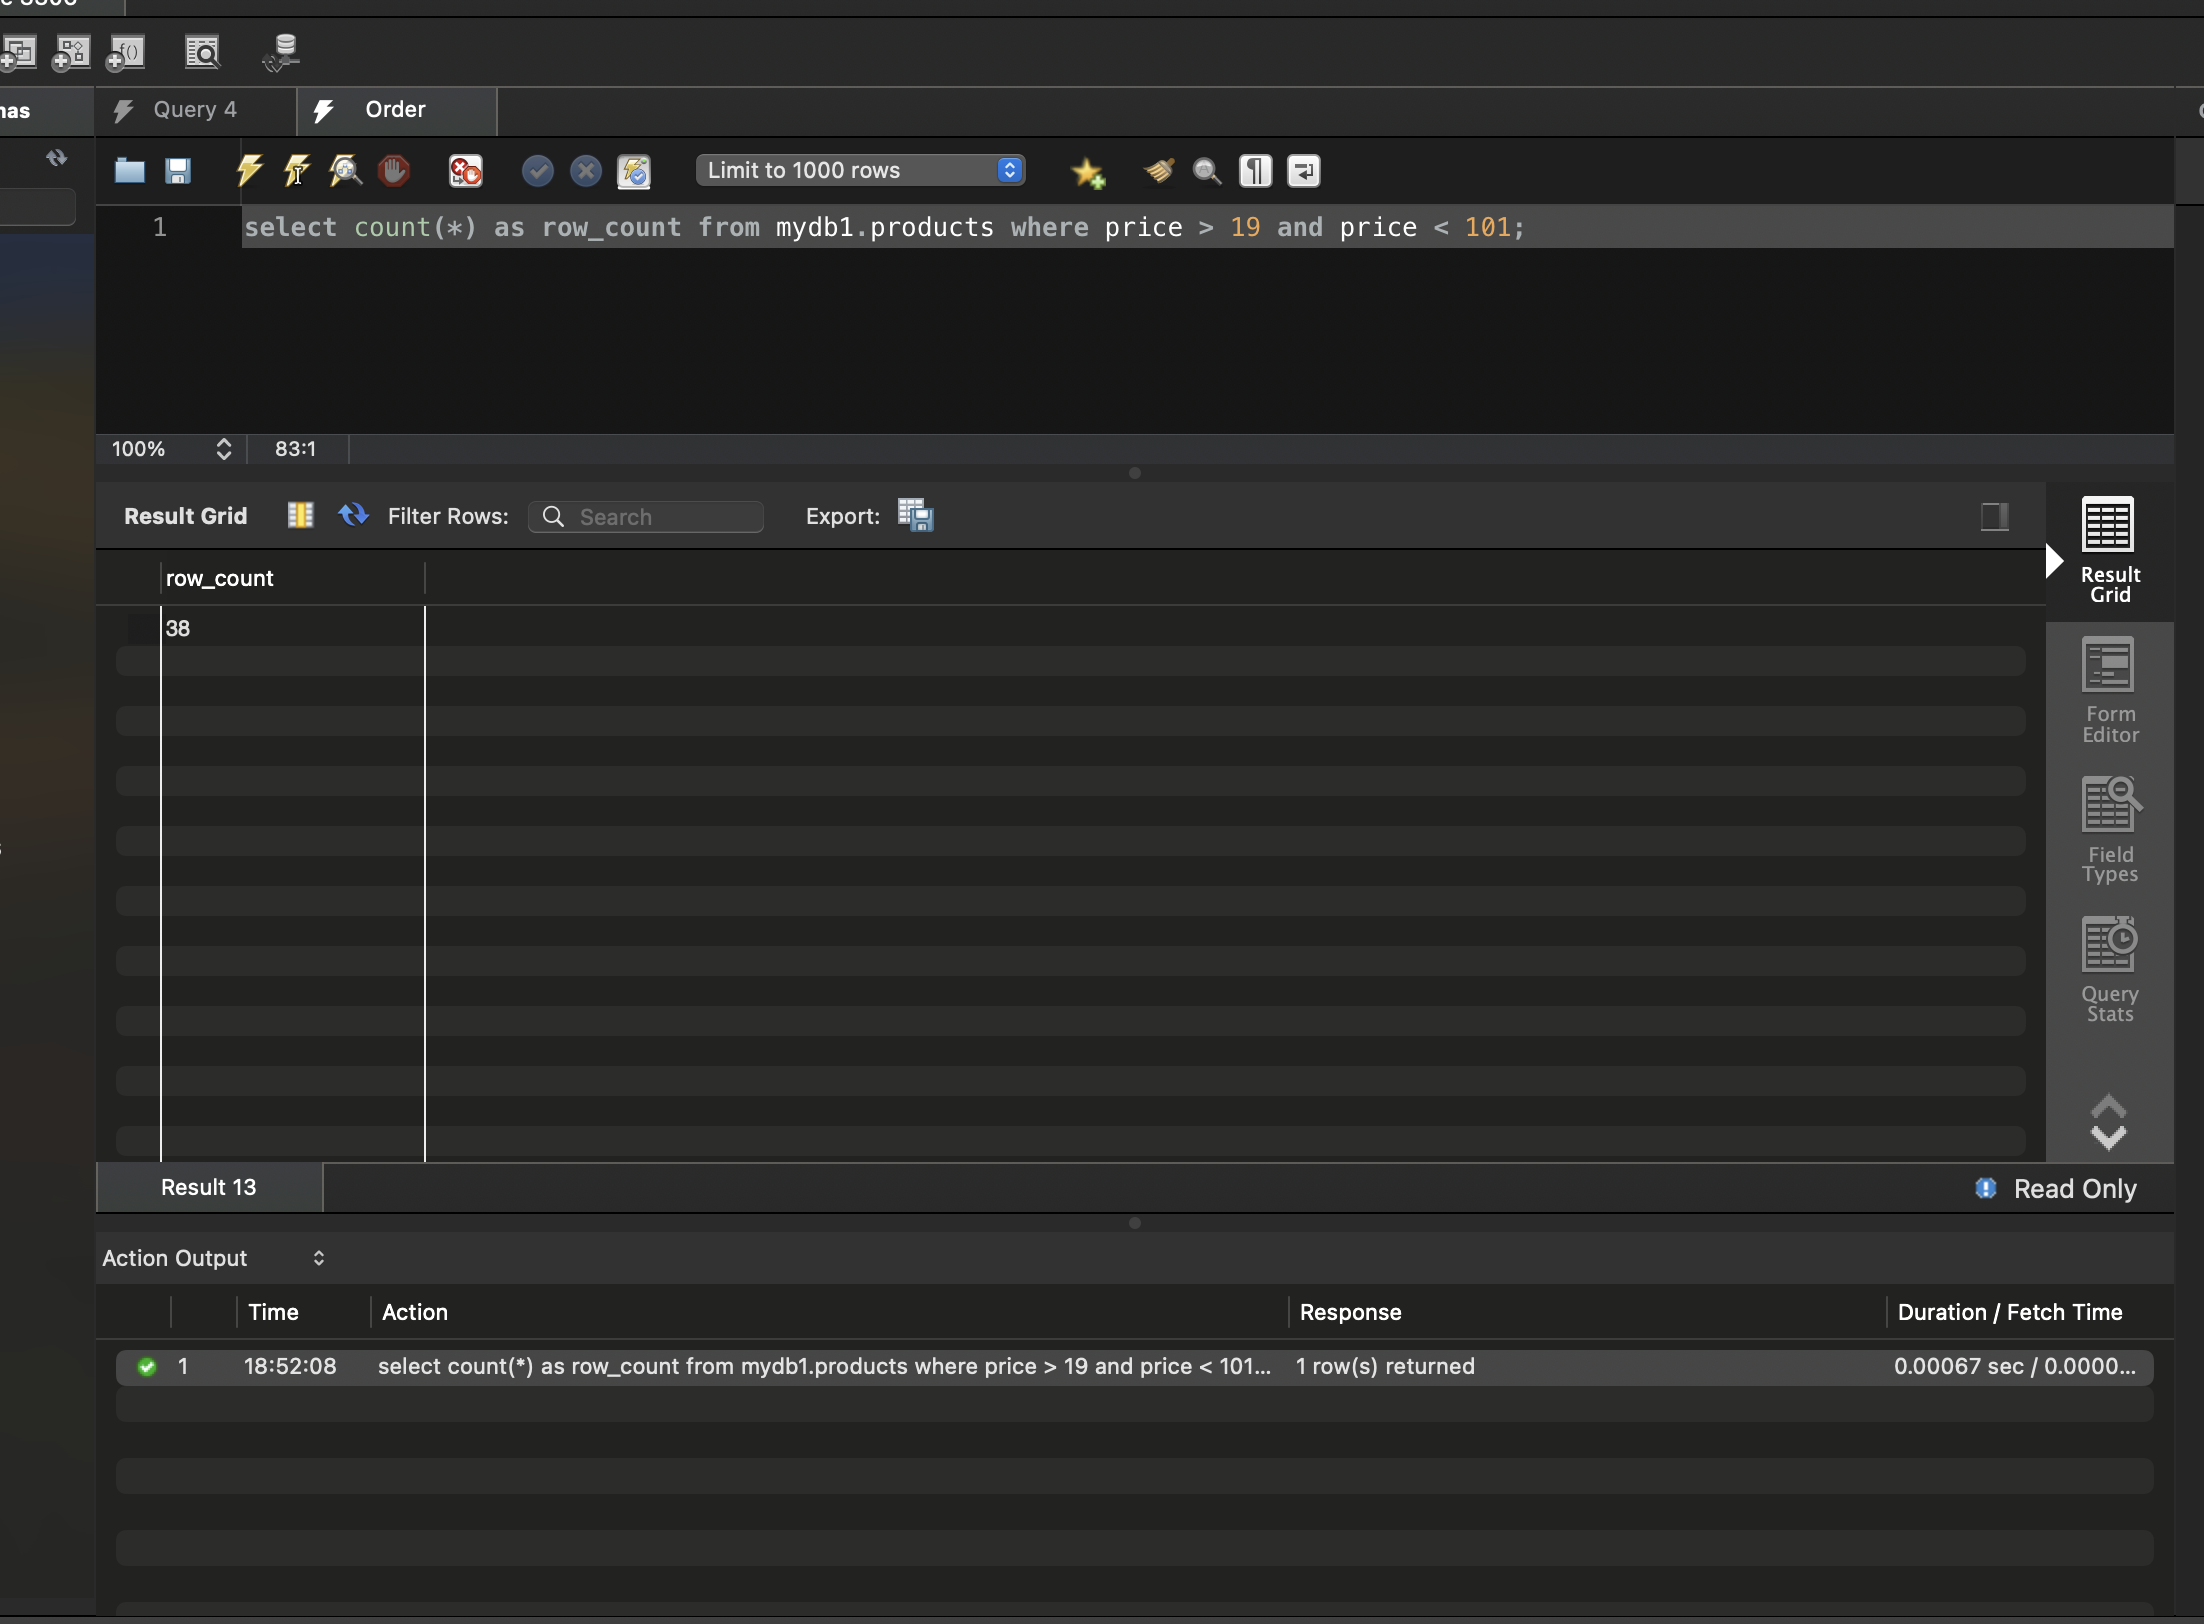 Query 4
Order
Limit to 1000 rows
1
select count(*) as row_count from mydb1.products where price > 19 and price < 101;
100%
83:1
Result Grid
Filter Rows:
Search
Export:
row_count
38
Result
Grid
Form
Editor
Field
Types
Query
Stats
Result 13
Read Only
Action Output
Time
Action
Response
Duration / Fetch Time
1
18:52:08
select count(*) as row_count from mydb1.products where price > 19 and price < 101...
1 row(s) returned
0.00067 sec / 0.0000...